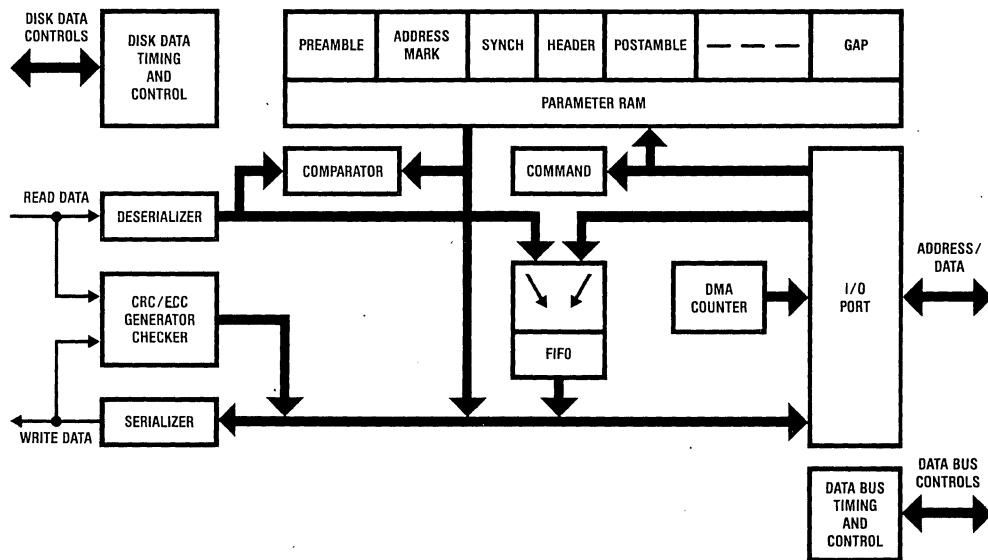 DISK DATA
CONTROLS
DISK DATA
TIMING
AND
CONTROL
PREAMBLE
ADDRESS
MARK
SYNCH
HEADER
POSTAMBLE
GAP
PARAMETER RAM
COMPARATOR
COMMAND
READ DATA
DESERIALIZER
CRC/ECC
GENERATOR
CHECKER
FIFO
DMA
COUNTER
I/O
PORT
ADDRESS/
DATA
SERIALIZER
WRITE DATA
DATA BUS
TIMING
AND
CONTROL
DATA BUS
CONTROLS